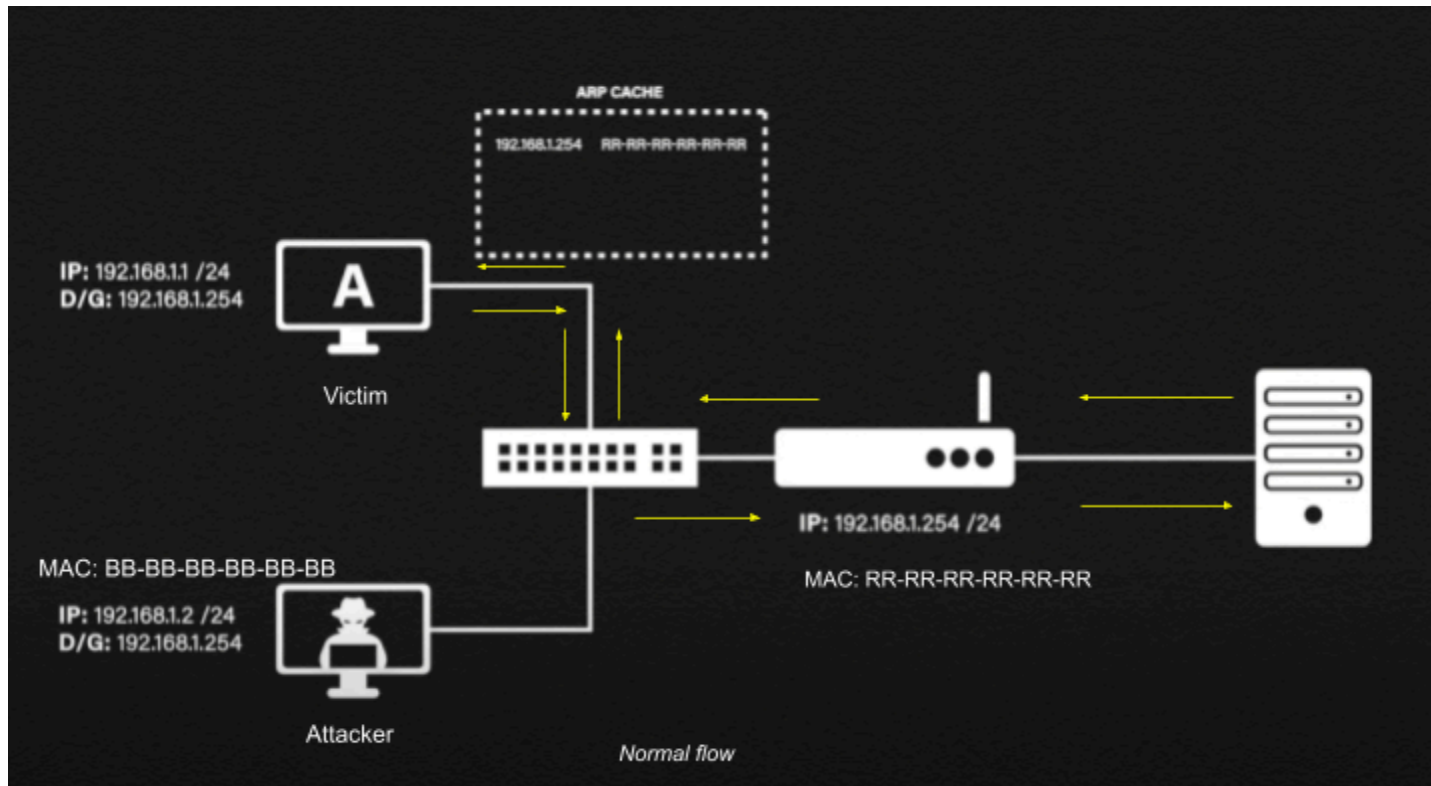 ARP CACHE
192.168.1.254 RR-RR-RR-RR-RR-RR
IP: 192.168.1.1 /24
D/G: 192.168.1.254
A
Victim
IP: 192.168.1.254 /24
MAC: RR-RR-RR-RR-RR-RR
MAC: BB-BB-BB-BB-BB-BB
IP: 192.168.1.2 /24
D/G: 192.168.1.254
Attacker
Normal flow